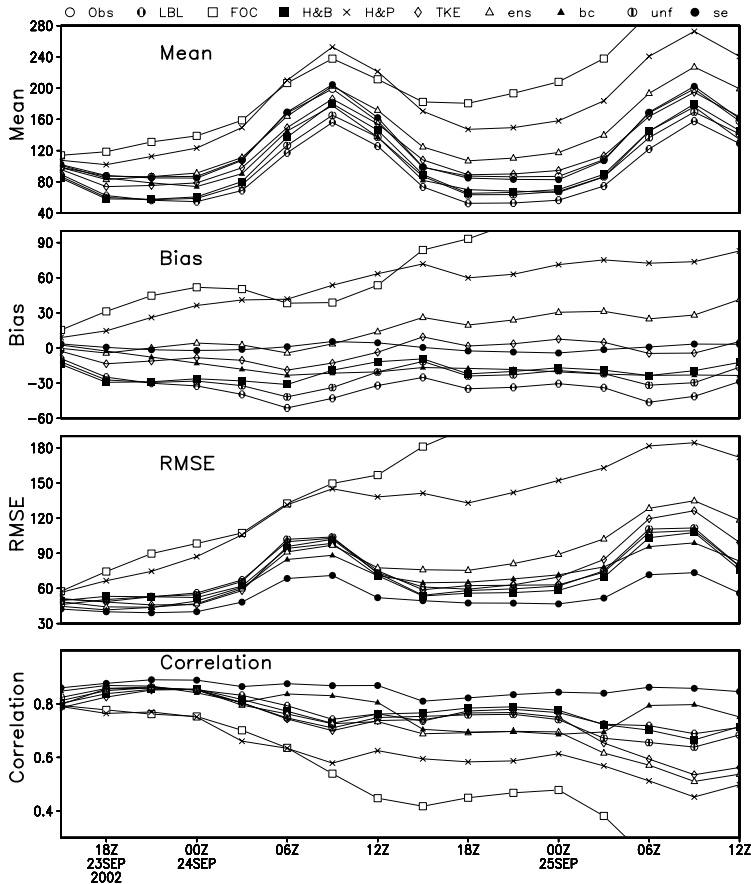 Obs LBL FOC H&B H&P TKE ens bc unf se
280
240
200
160
120
80
40
Mean
Mean
90
60
30
0
−30
−60
Bias
Bias
180
150
120
90
60
30
RMSE
RMSE
0.8
0.6
0.4
Correlation
Correlation
18Z 00Z 06Z 12Z 18Z 00Z 06Z 12Z
23SEP 24SEP 25SEP
2002